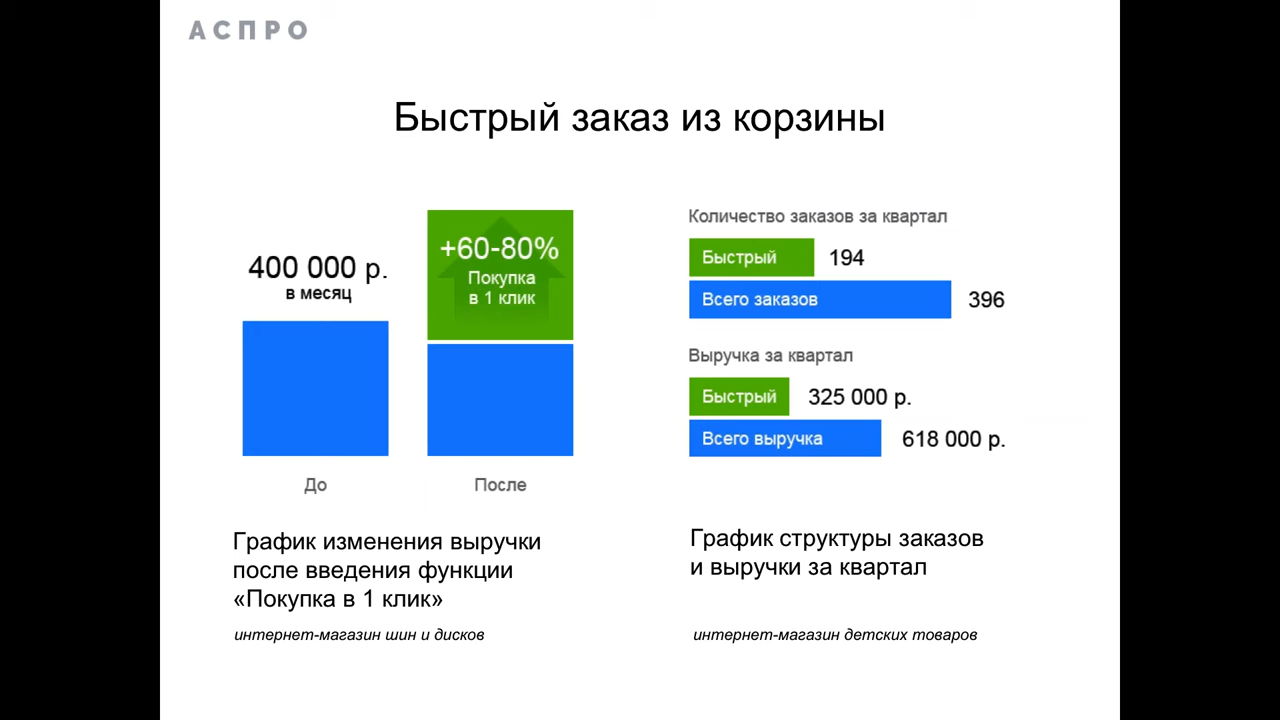 АСПРО
Быстрый заказ из корзины
400 000 р.
в месяц
+60-80%
Покупка
в 1 клик
До
После
График изменения выручки
после введения функции
«Покупка в 1 клик»
интернет-магазин шин и дисков
Количество заказов за квартал
Быстрый 194
Всего заказов 396
Выручка за квартал
Быстрый 325 000 р.
Всего выручка 618 000 р.
График структуры заказов
и выручки за квартал
интернет-магазин детских товаров